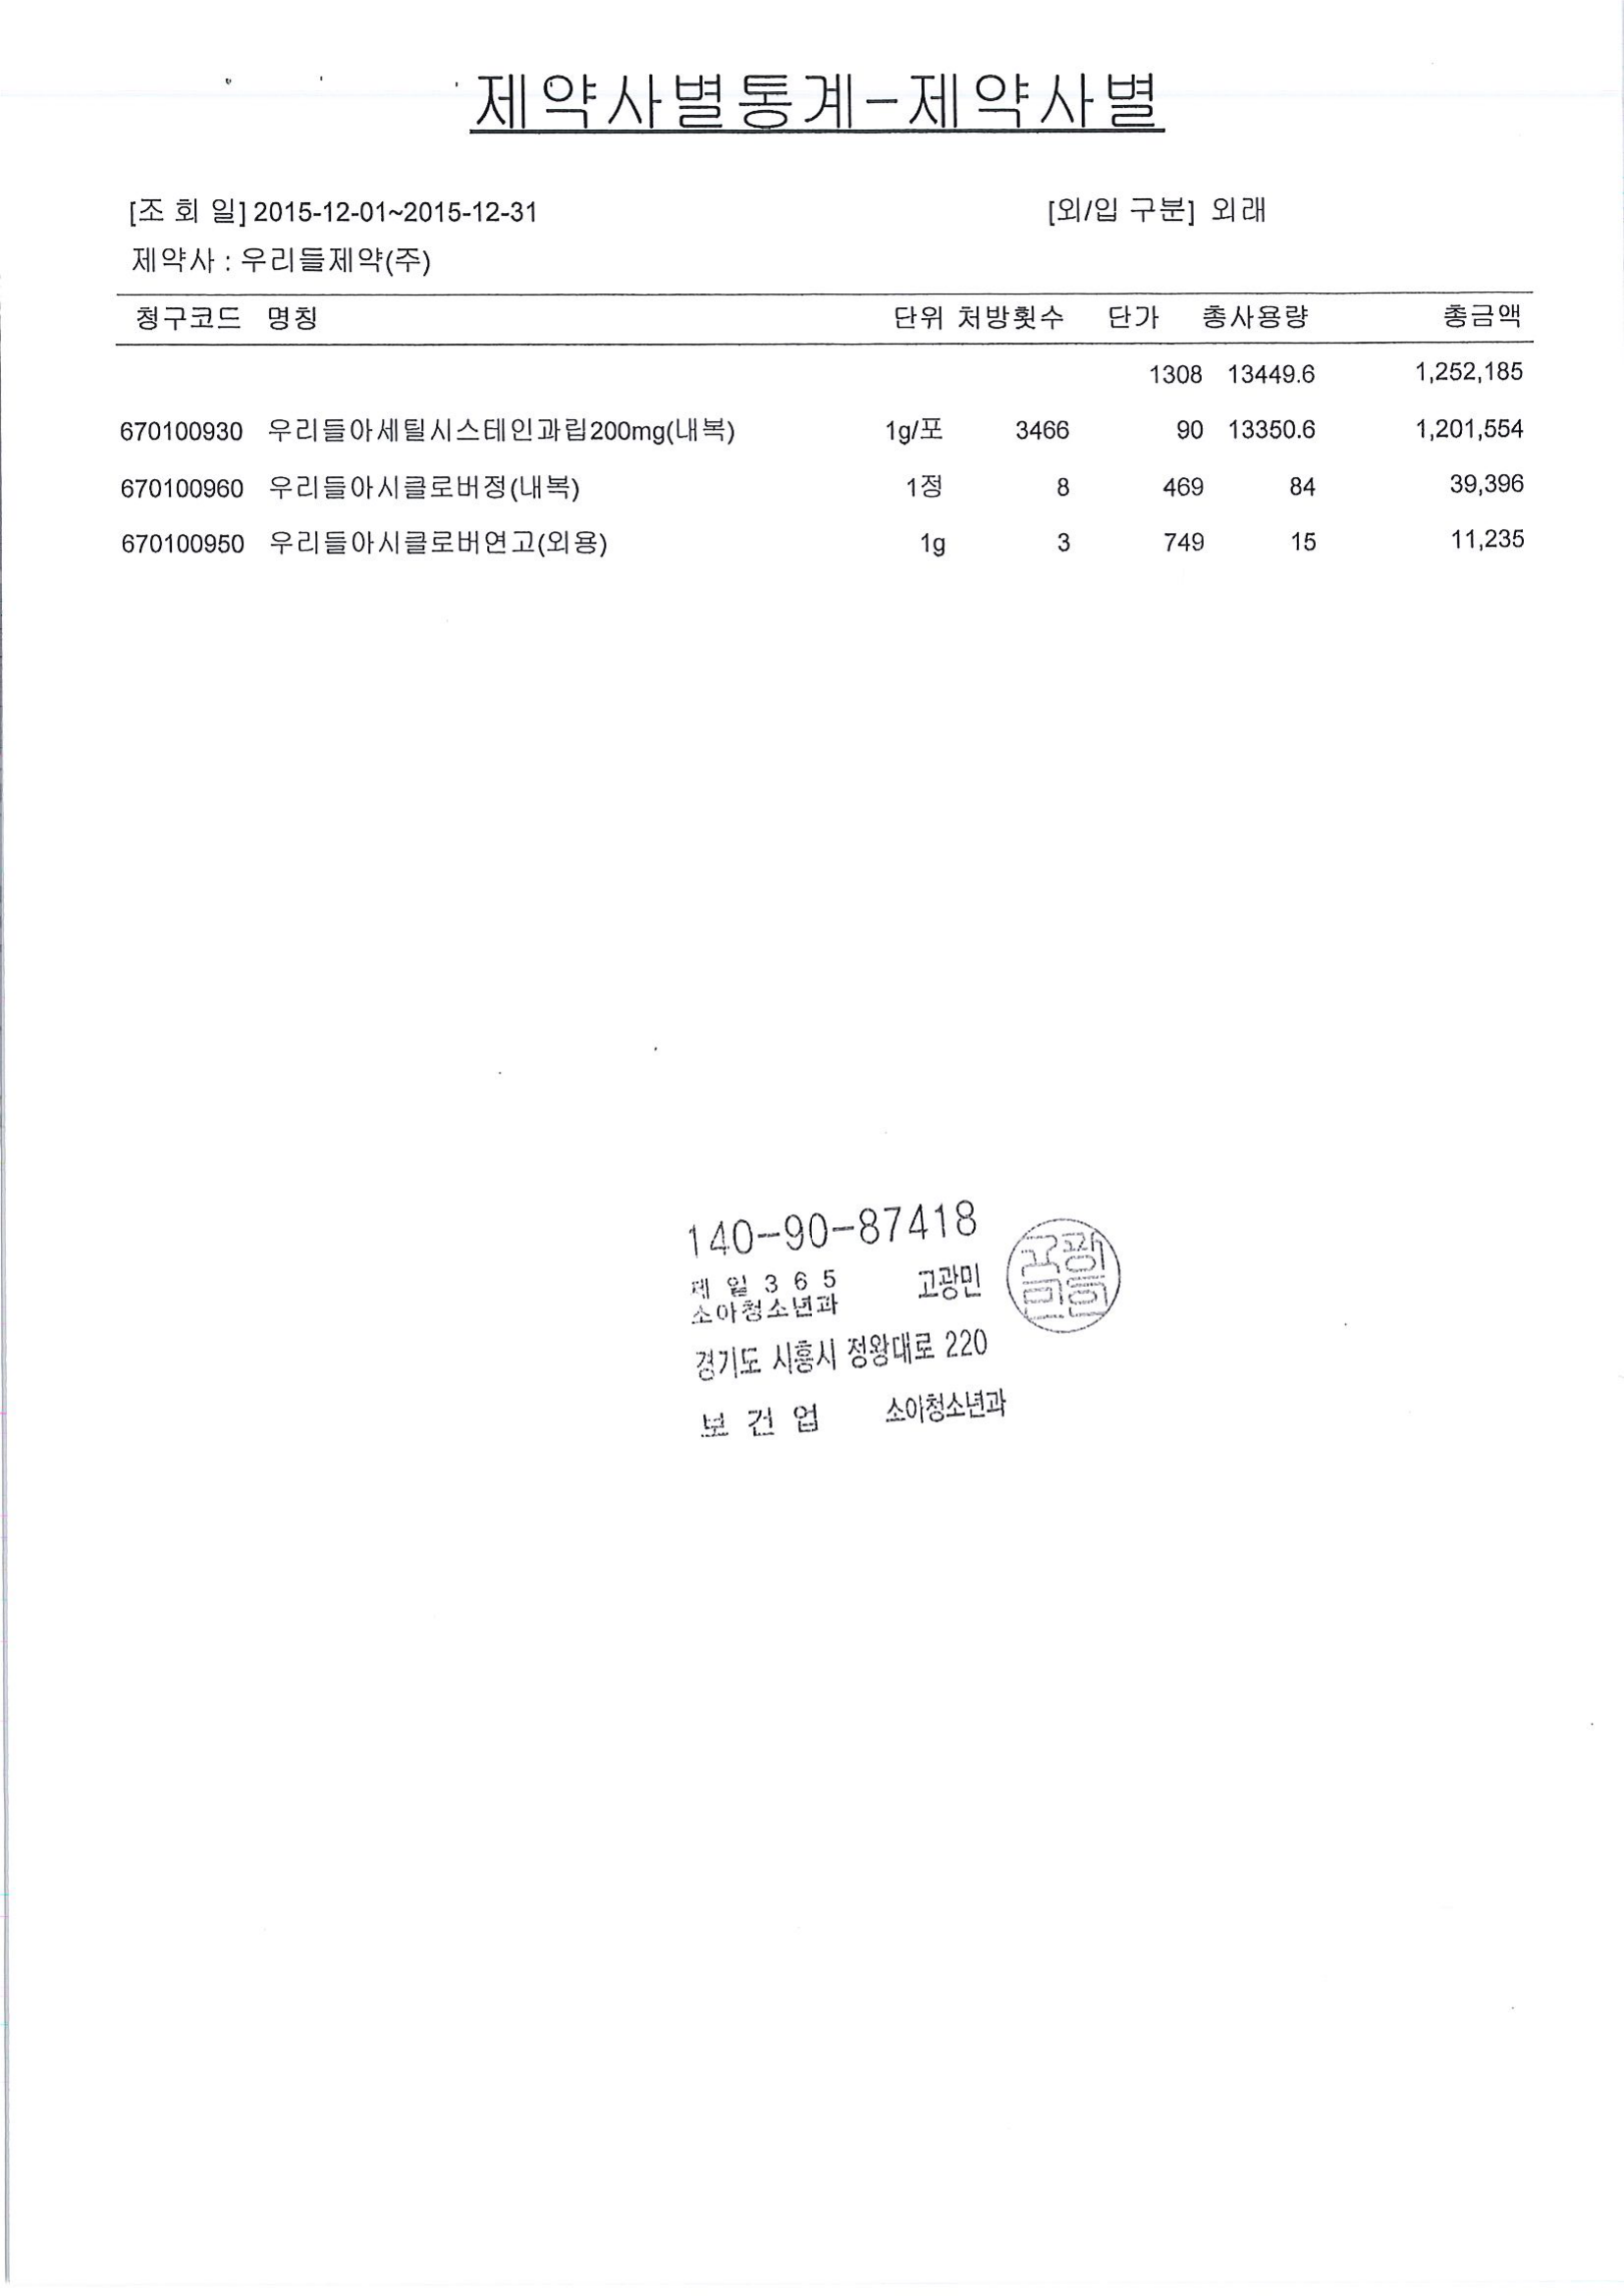 제약사별통계-제약사별
[조 회 일] 2015-12-01~2015-12-31 [외/입 구분] 외래
제약사 : 우리들제약(주)
청구코드 명칭 단위 처방횟수 단가 총사용량 총금액
1308 13449.6 1,252,185
670100930 우리들아세틸시스테인과립200mg(내복) 1g/포 3466 90 13350.6 1,201,554
670100960 우리들아시클로버정(내복) 1정 8 469 84 39,396
670100950 우리들아시클로버연고(외용) 1g 3 749 15 11,235
140-90-87418
제 일 3 6 5 고광민
소아청소년과
경기도 시흥시 정왕대로 220
보 건 업 소아청소년과